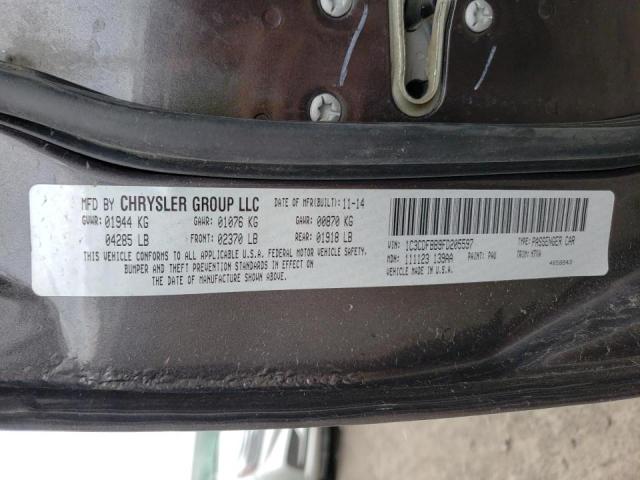 MFD BY CHRYSLER GROUP LLC DATE OF MFR(BUILT): 11-14
GVWR: 01944 KG GAWR: 01076 KG GAWR: 00870 KG
04285 LB FRONT: 02370 LB REAR: 01918 LB
THIS VEHICLE CONFORMS TO ALL APPLICABLE U.S.A. FEDERAL MOTOR VEHICLE SAFETY,
BUMPER AND THEFT PREVENTION STANDARDS IN EFFECT ON
THE DATE OF MANUFACTURE SHOWN ABOVE.
VIN: 1C3CDFBB9FD205597 TYPE: PASSENGER CAR
MDH: 111123 139AA PAINT: PAU TRIM:
VEHICLE MADE IN U.S.A.